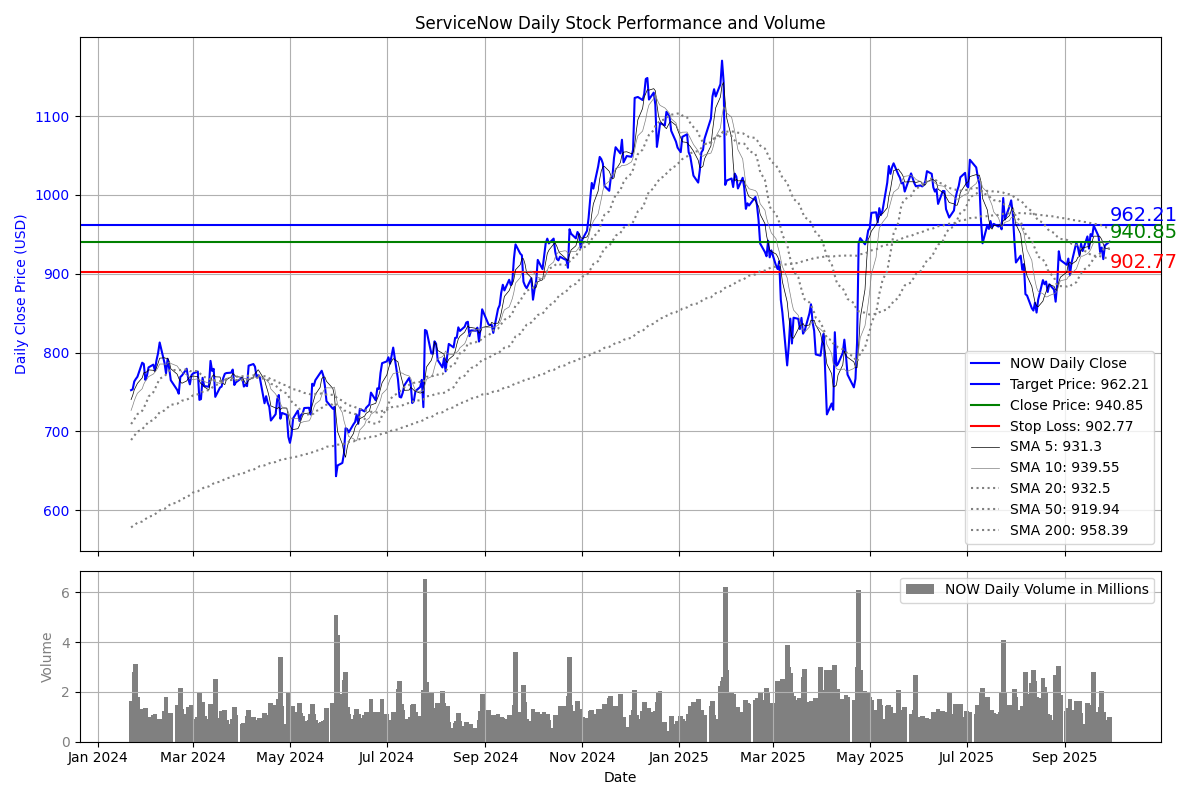 ServiceNow Daily Stock Performance and Volume
Daily Close Price (USD)
1100
1000
900
800
700
600
962.21
940.85
902.77
NOW Daily Close
Target Price: 962.21
Close Price: 940.85
Stop Loss: 902.77
SMA 5: 931.3
SMA 10: 939.55
SMA 20: 932.5
SMA 50: 919.94
SMA 200: 958.39
Volume
6
4
2
0
NOW Daily Volume in Millions
Jan 2024 Mar 2024 May 2024 Jul 2024 Sep 2024 Nov 2024 Jan 2025 Mar 2025 May 2025 Jul 2025 Sep 2025
Date